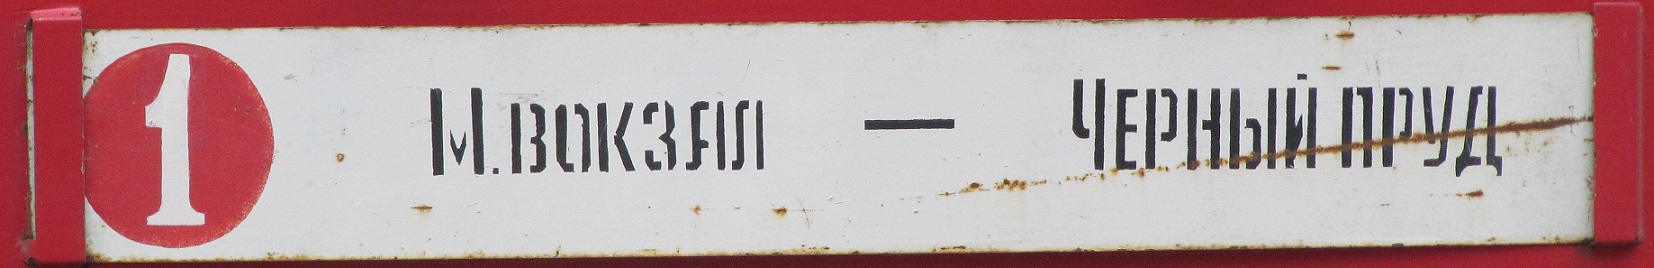 1 М.ВОКЗАЛ — ЧЕРНЫЙ ПРУД